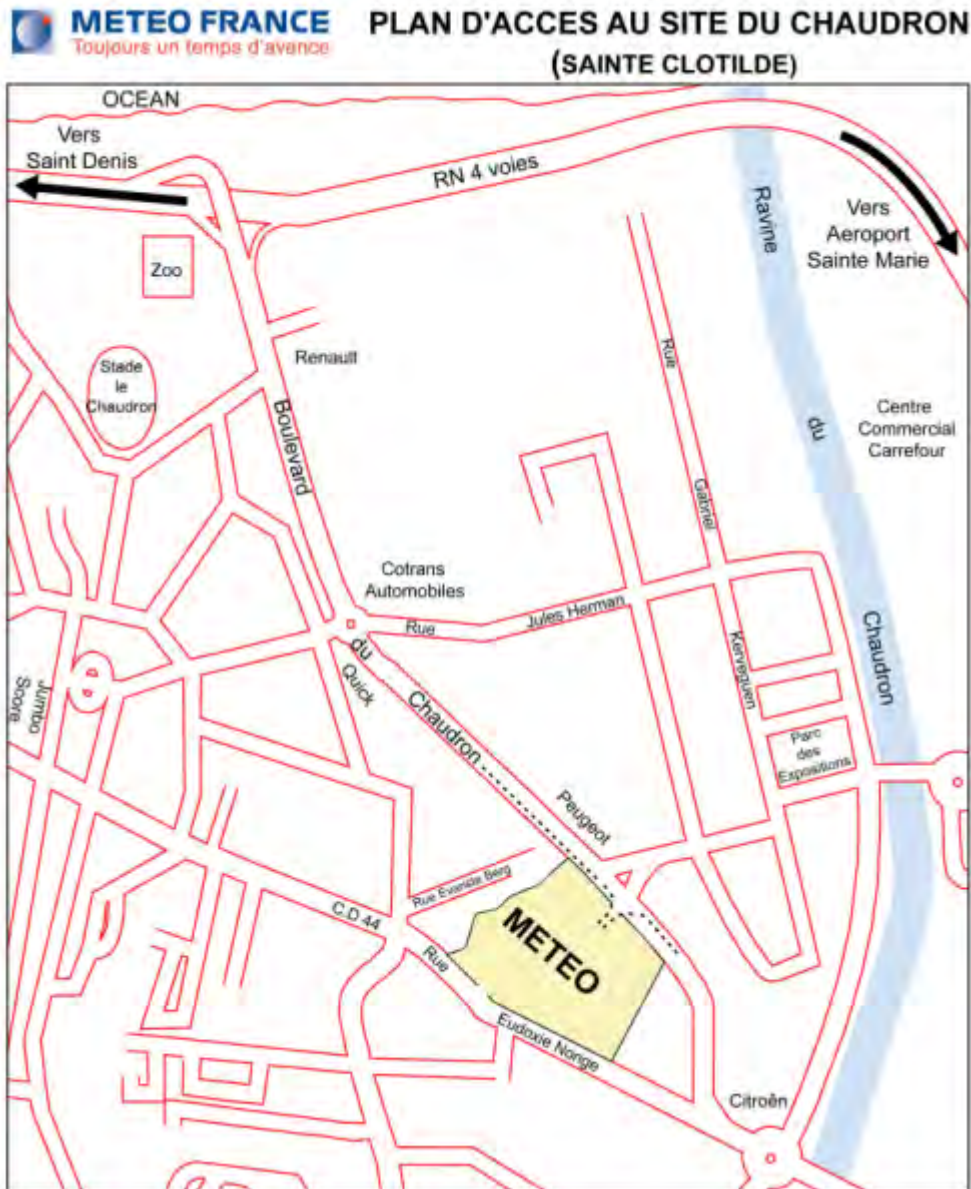 METEO FRANCE
Toujours un temps d'avance
PLAN D'ACCES AU SITE DU CHAUDRON
(SAINTE CLOTILDE)
OCEAN
Vers
Saint Denis
RN 4 voies
Vers
Aeroport
Sainte Marie
Ravine
du
Chaudron
Zoo
Renault
Stade
le
Chaudron
Boulevard
du
Chaudron
Rue
Gabriel
Kerveguen
Centre
Commercial
Carrefour
Cotrans
Automobiles
Rue
Jules Herman
Quick
Jumbo
Score
Parc
des
Expositions
Peugeot
Rue Evariste Berg
C.D 44
METEO
Rue
Eudoxie Nonge
Citroên